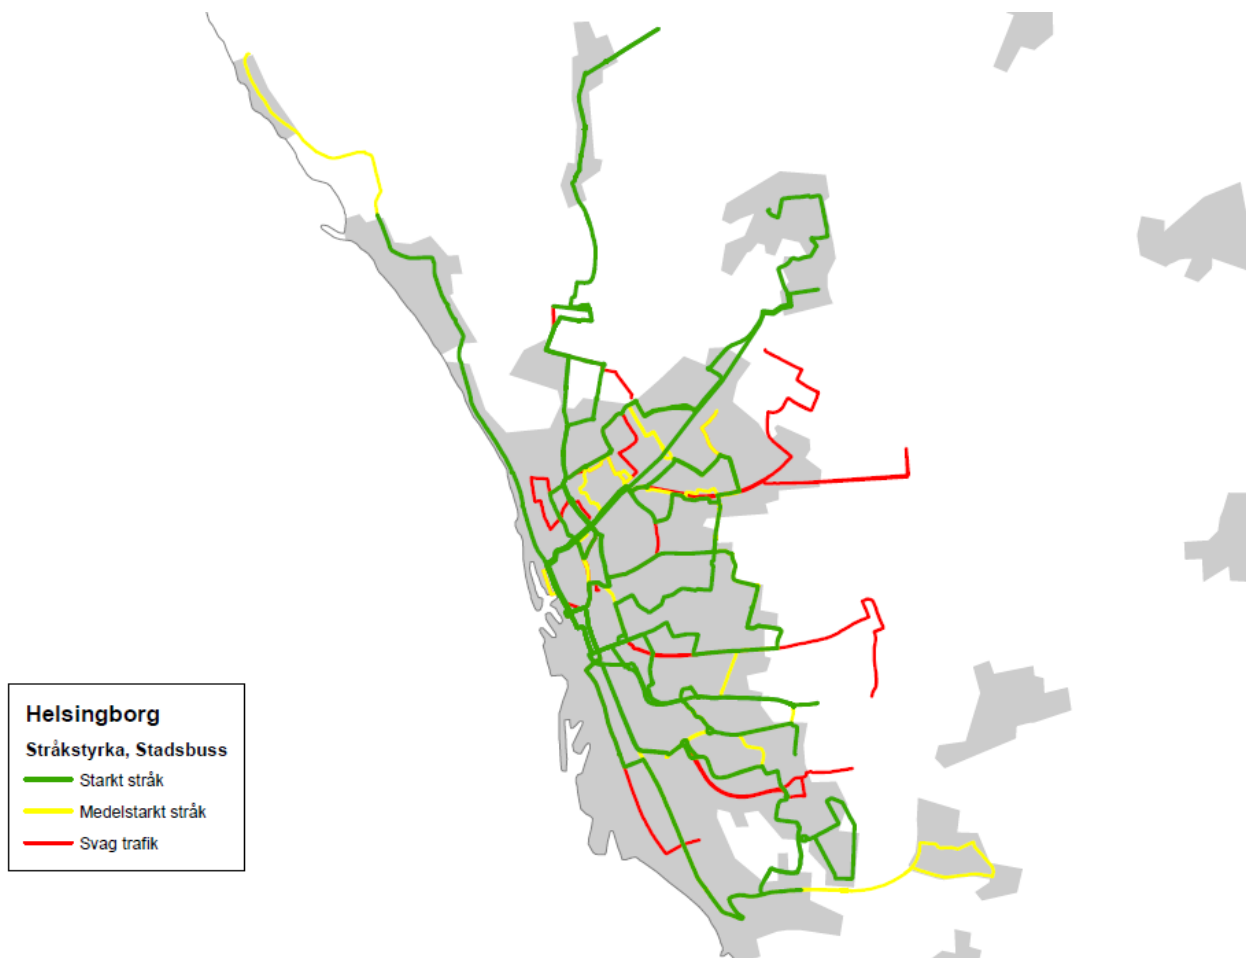 Helsingborg
Stråkstyrka, Stadsbuss
Starkt stråk
Medelstarkt stråk
Svag trafik